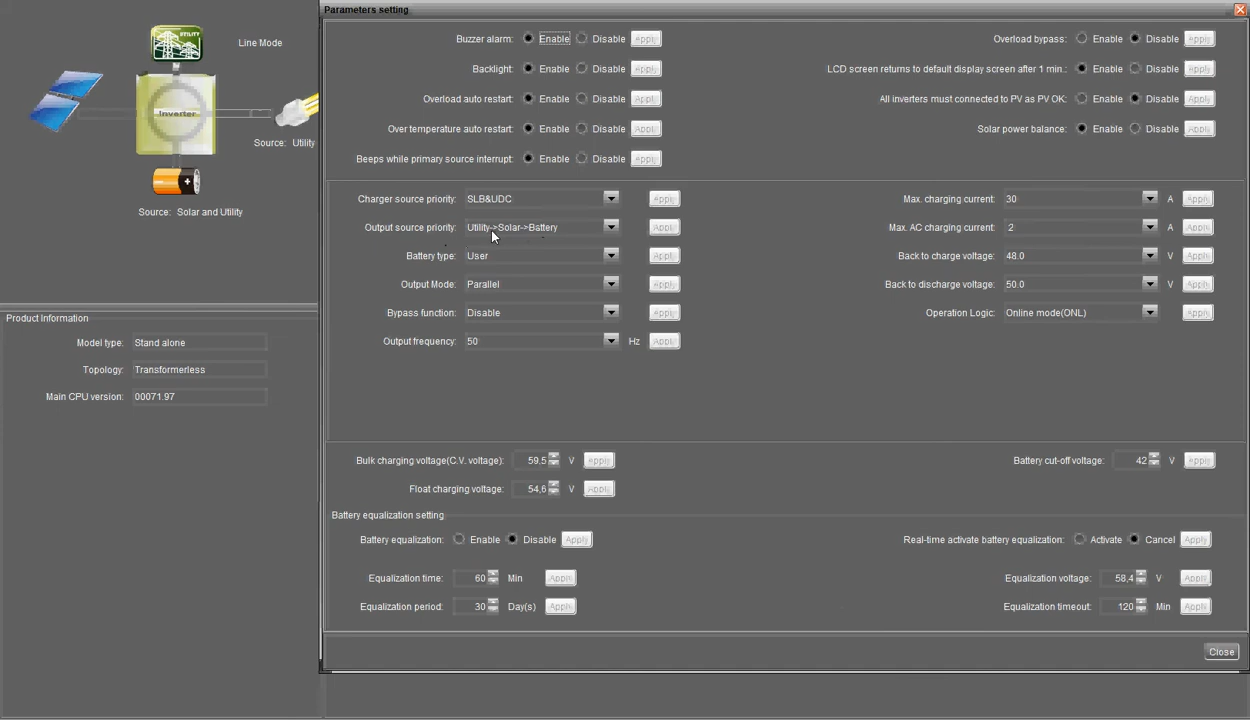 Parameters setting
UTILITY
Line Mode
Inverter
Source: Utility
Source: Solar and Utility
Product Information
Model type: Stand alone
Topology: Transformerless
Main CPU version: 00071.97
Buzzer alarm: Enable Disable Apply
Overload bypass: Enable Disable Apply
Backlight: Enable Disable Apply
LCD screen returns to default display screen after 1 min.: Enable Disable Apply
Overload auto restart: Enable Disable Apply
All inverters must connected to PV as PV OK: Enable Disable Apply
Over temperature auto restart: Enable Disable Apply
Solar power balance: Enable Disable Apply
Beeps while primary source interrupt: Enable Disable Apply
Charger source priority: SLB&UDC Apply
Max. charging current: 30 A Apply
Output source priority: Utility->Solar->Battery Apply
Max. AC charging current: 2 A Apply
Battery type: User Apply
Back to charge voltage: 48.0 V Apply
Output Mode: Parallel Apply
Back to discharge voltage: 50.0 V Apply
Bypass function: Disable Apply
Operation Logic: Online mode(ONL) Apply
Output frequency: 50 Hz Apply
Bulk charging voltage(C.V. voltage): 59,5 V Apply
Battery cut-off voltage: 42 V Apply
Float charging voltage: 54,6 V Apply
Battery equalization setting
Battery equalization: Enable Disable Apply
Real-time activate battery equalization: Activate Cancel Apply
Equalization time: 60 Min Apply
Equalization voltage: 58,4 V Apply
Equalization period: 30 Day(s) Apply
Equalization timeout: 120 Min Apply
Close